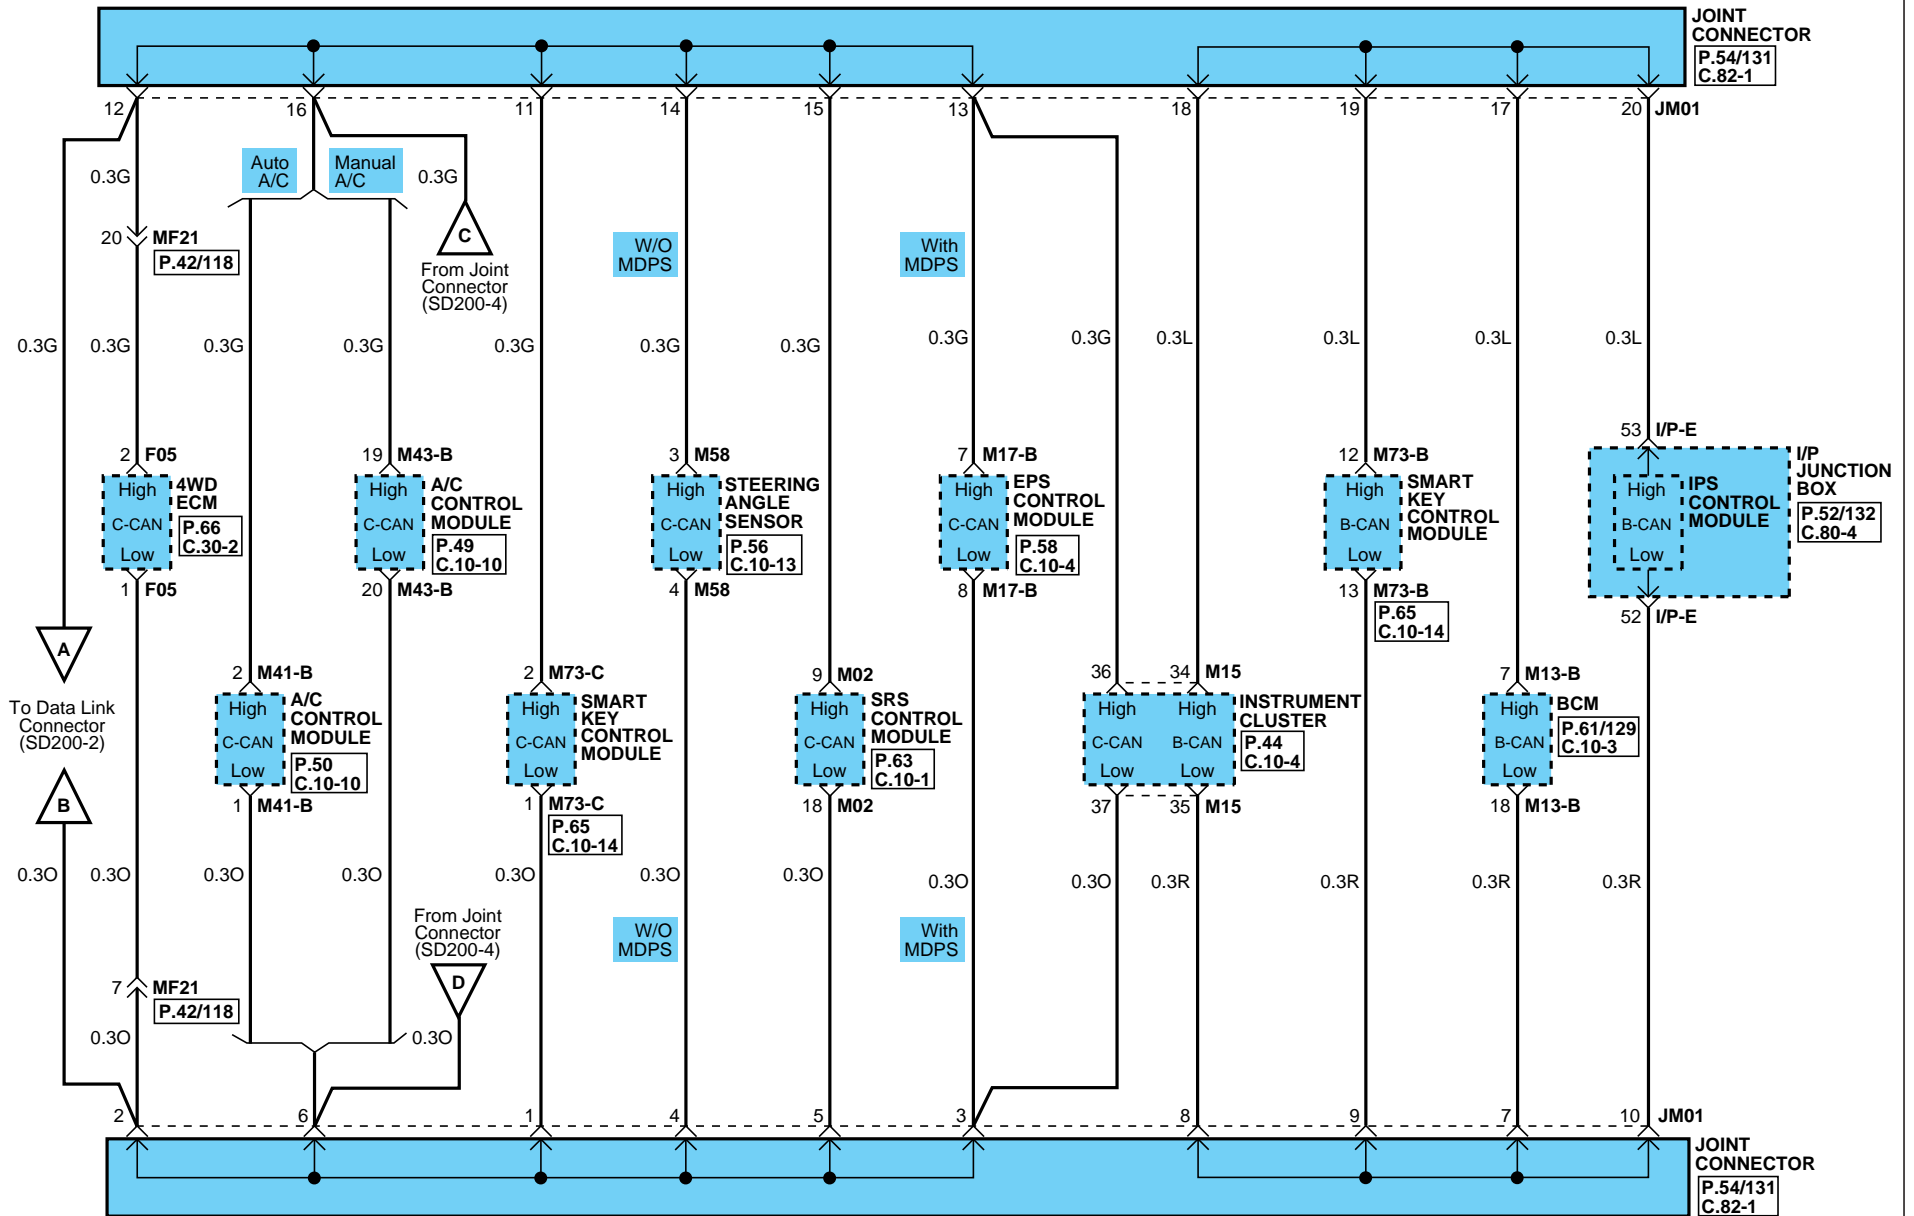 JOINT
CONNECTOR
P.54/131
C.82-1
12 16 11 14 15 13 18 19 17 20 JM01
Auto
A/C
Manual
A/C
0.3G 0.3G
20 MF21
P.42/118
C
From Joint
Connector
(SD200-4)
W/O
MDPS
With
MDPS
0.3G 0.3G 0.3G 0.3G 0.3G 0.3G 0.3G 0.3G 0.3G 0.3L 0.3L 0.3L 0.3L
2 F05
High
C-CAN
Low
1 F05
4WD
ECM
P.66
C.30-2
19 M43-B
High
C-CAN
Low
20 M43-B
A/C
CONTROL
MODULE
P.49
C.10-10
3 M58
High
C-CAN
Low
4 M58
STEERING
ANGLE
SENSOR
P.56
C.10-13
7 M17-B
High
C-CAN
Low
8 M17-B
EPS
CONTROL
MODULE
P.58
C.10-4
12 M73-B
High
B-CAN
Low
13 M73-B
P.65
C.10-14
SMART
KEY
CONTROL
MODULE
53 I/P-E
High
B-CAN
Low
52 I/P-E
IPS
CONTROL
MODULE
I/P
JUNCTION
BOX
P.52/132
C.80-4
A
To Data Link
Connector
(SD200-2)
B
2 M41-B
High
C-CAN
Low
1 M41-B
A/C
CONTROL
MODULE
P.50
C.10-10
2 M73-C
High
C-CAN
Low
1 M73-C
P.65
C.10-14
SMART
KEY
CONTROL
MODULE
9 M02
High
C-CAN
Low
18 M02
SRS
CONTROL
MODULE
P.63
C.10-1
36 34 M15
High High
C-CAN B-CAN
Low Low
37 35 M15
INSTRUMENT
CLUSTER
P.44
C.10-4
7 M13-B
High
B-CAN
Low
18 M13-B
BCM
P.61/129
C.10-3
0.3O 0.3O 0.3O 0.3O 0.3O 0.3O 0.3O 0.3O 0.3O 0.3R 0.3R 0.3R 0.3R
From Joint
Connector
(SD200-4)
D
W/O
MDPS
With
MDPS
7 MF21
P.42/118
0.3O 0.3O
2 6 1 4 5 3 8 9 7 10 JM01
JOINT
CONNECTOR
P.54/131
C.82-1